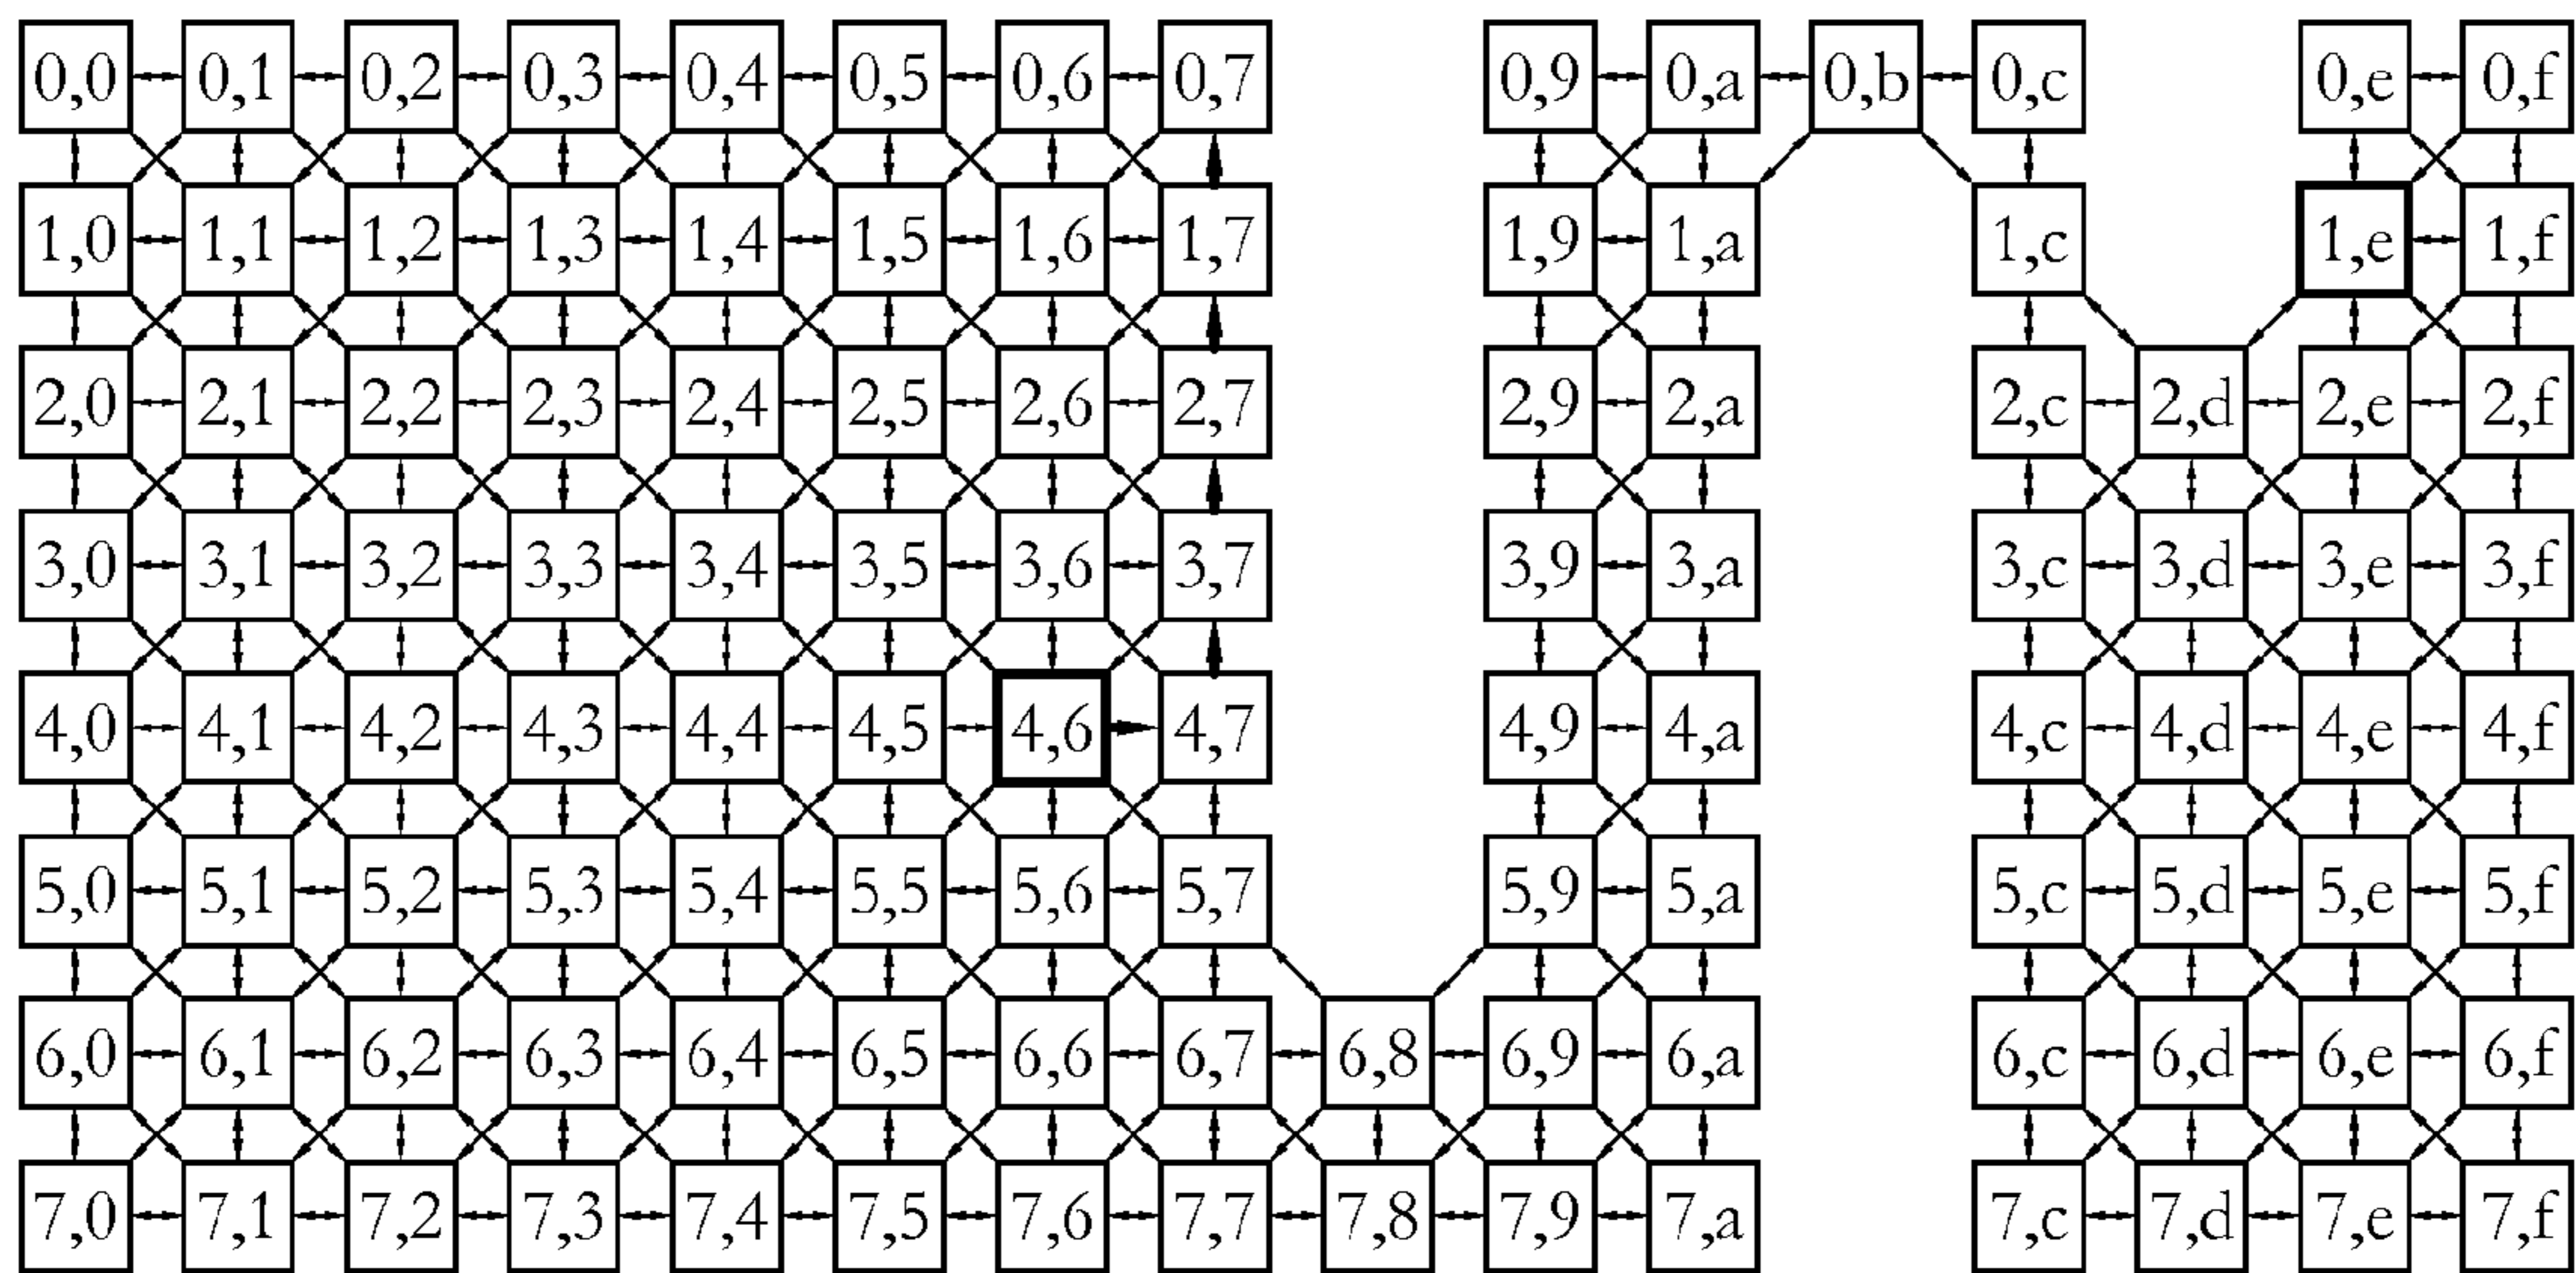 0,0 0,1 0,2 0,3 0,4 0,5 0,6 0,7 0,9 0,a 0,b 0,c 0,e 0,f
1,0 1,1 1,2 1,3 1,4 1,5 1,6 1,7 1,9 1,a 1,c 1,e 1,f
2,0 2,1 2,2 2,3 2,4 2,5 2,6 2,7 2,9 2,a 2,c 2,d 2,e 2,f
3,0 3,1 3,2 3,3 3,4 3,5 3,6 3,7 3,9 3,a 3,c 3,d 3,e 3,f
4,0 4,1 4,2 4,3 4,4 4,5 4,6 4,7 4,9 4,a 4,c 4,d 4,e 4,f
5,0 5,1 5,2 5,3 5,4 5,5 5,6 5,7 5,9 5,a 5,c 5,d 5,e 5,f
6,0 6,1 6,2 6,3 6,4 6,5 6,6 6,7 6,8 6,9 6,a 6,c 6,d 6,e 6,f
7,0 7,1 7,2 7,3 7,4 7,5 7,6 7,7 7,8 7,9 7,a 7,c 7,d 7,e 7,f